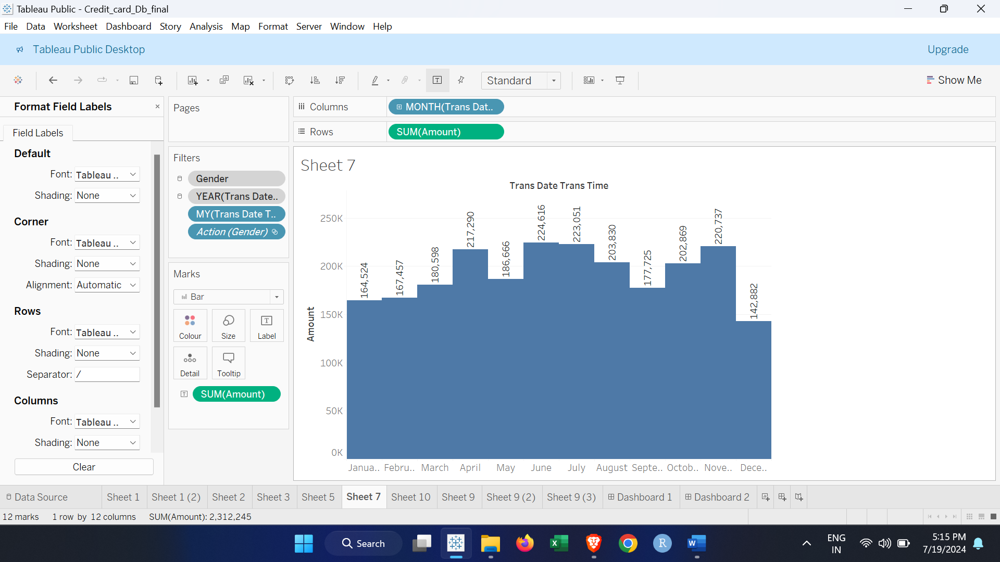 Tableau Public - Credit_card_Db_final
File Data Worksheet Dashboard Story Analysis Map Format Server Window Help
Tableau Public Desktop
Upgrade
Standard
Show Me
Format Field Labels
Field Labels
Default
Font: Tableau ..
Shading: None
Corner
Font: Tableau ..
Shading: None
Alignment: Automatic
Rows
Font: Tableau ..
Shading: None
Separator: /
Columns
Font: Tableau ..
Shading: None
Clear
Pages
Filters
Gender
YEAR(Trans Date..
MY(Trans Date T..
Action (Gender)
Marks
Bar
Colour Size Label
Detail Tooltip
SUM(Amount)
Columns MONTH(Trans Dat..
Rows SUM(Amount)
Sheet 7
Trans Date Trans Time
Amount
250K
200K
150K
100K
50K
0K
164,524
167,457
180,598
217,290
186,666
224,616
223,051
203,830
177,725
202,869
220,737
142,882
Janua.. Febru.. March April May June July August Septe.. Octob.. Nove.. Dece..
Data Source Sheet 1 Sheet 1 (2) Sheet 2 Sheet 3 Sheet 5 Sheet 7 Sheet 10 Sheet 9 Sheet 9 (2) Sheet 9 (3) Dashboard 1 Dashboard 2
12 marks 1 row by 12 columns SUM(Amount): 2,312,245
Search
ENG
IN
5:15 PM
7/19/2024